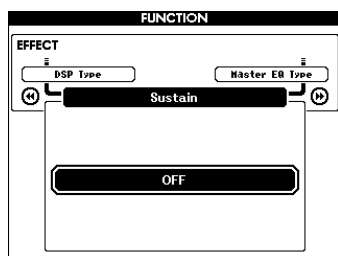 FUNCTION
EFFECT
DSP Type
Master EQ Type
Sustain
OFF